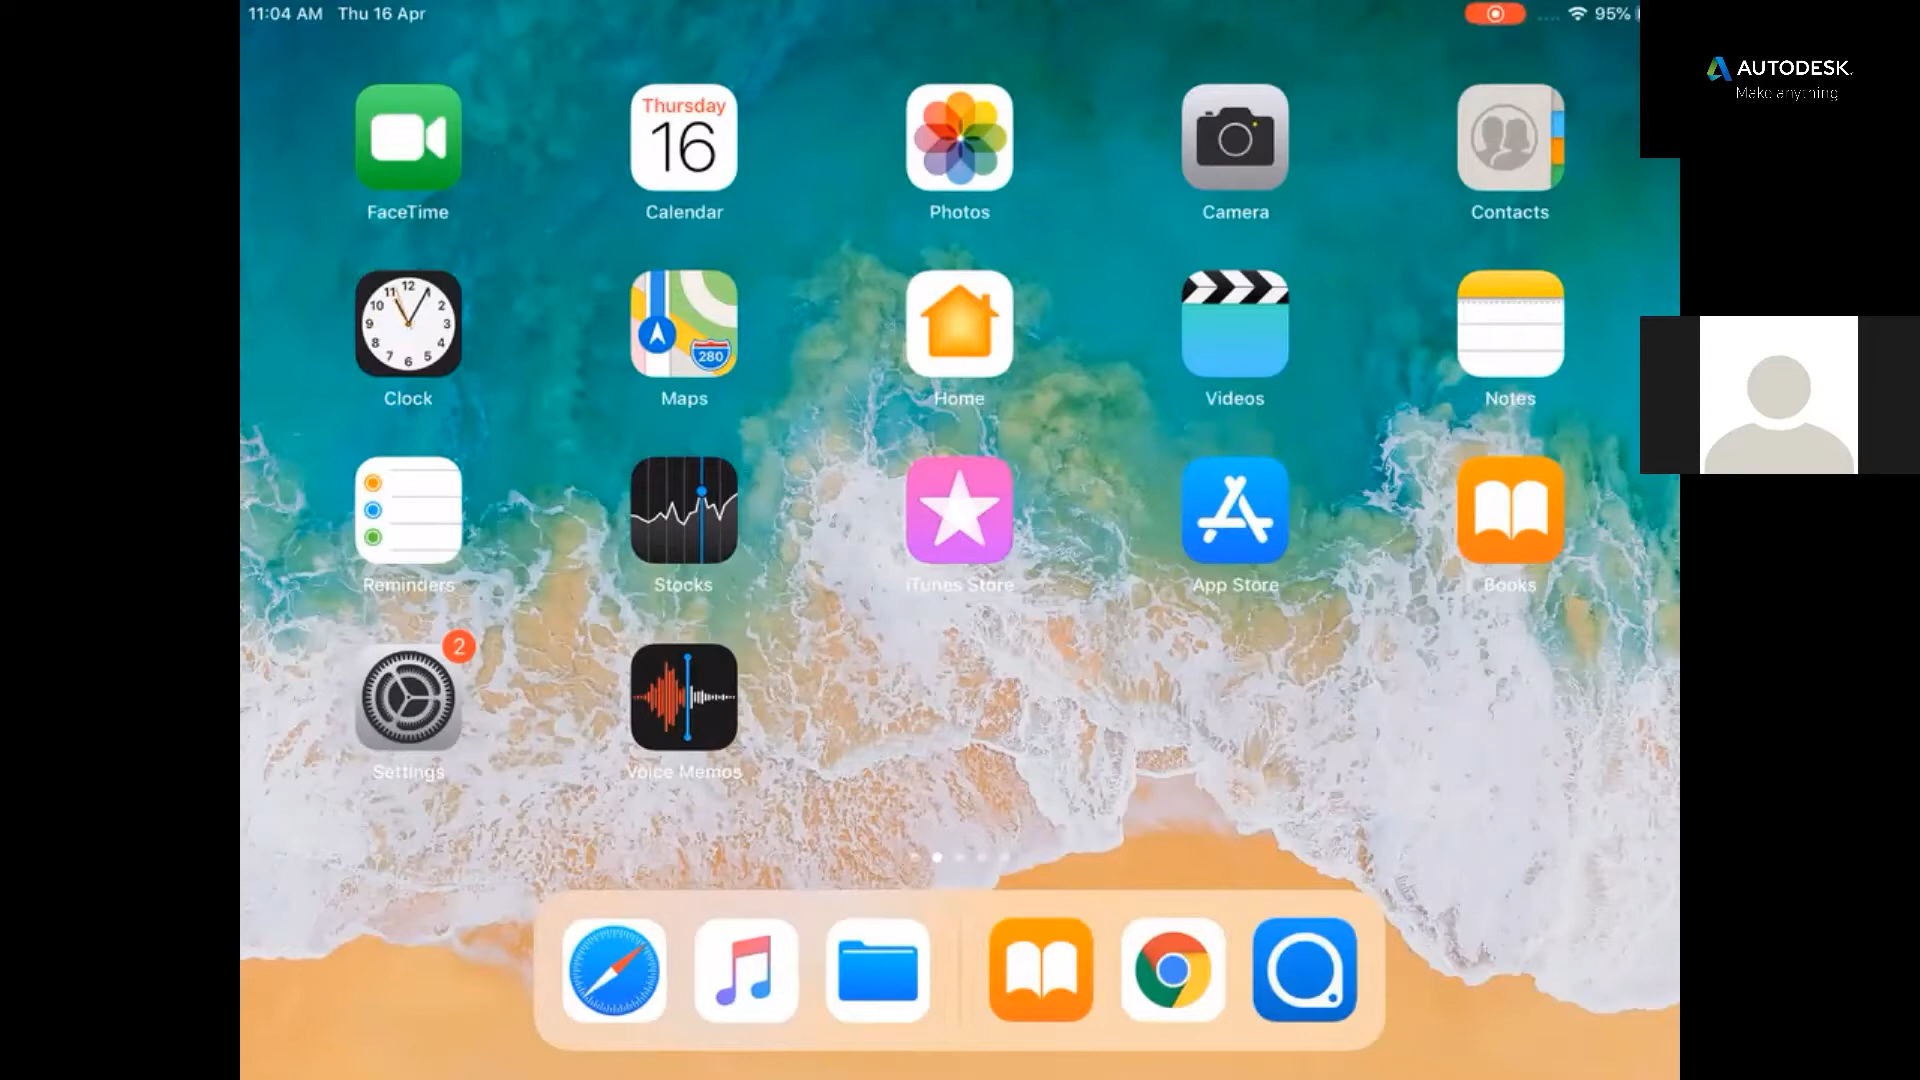 11:04 AM Thu 16 Apr
95%
AUTODESK
Make anything
Thursday
16
FaceTime
Calendar
Photos
Camera
Contacts
12
11
10
2
9
3
8
4
7
5
6
280
Clock
Maps
Home
Videos
Notes
Reminders
Stocks
iTunes Store
App Store
Books
2
Settings
Voice Memos